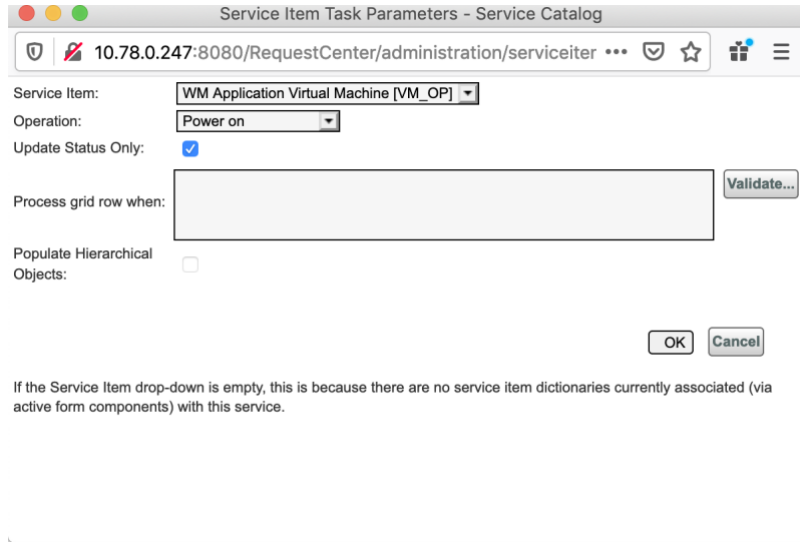 Service Item Task Parameters - Service Catalog
10.78.0.247:8080/RequestCenter/administration/serviceiter
Service Item: WM Application Virtual Machine [VM_OP]
Operation: Power on
Update Status Only:
Process grid row when: Validate...
Populate Hierarchical
Objects:
OK Cancel
If the Service Item drop-down is empty, this is because there are no service item dictionaries currently associated (via
active form components) with this service.